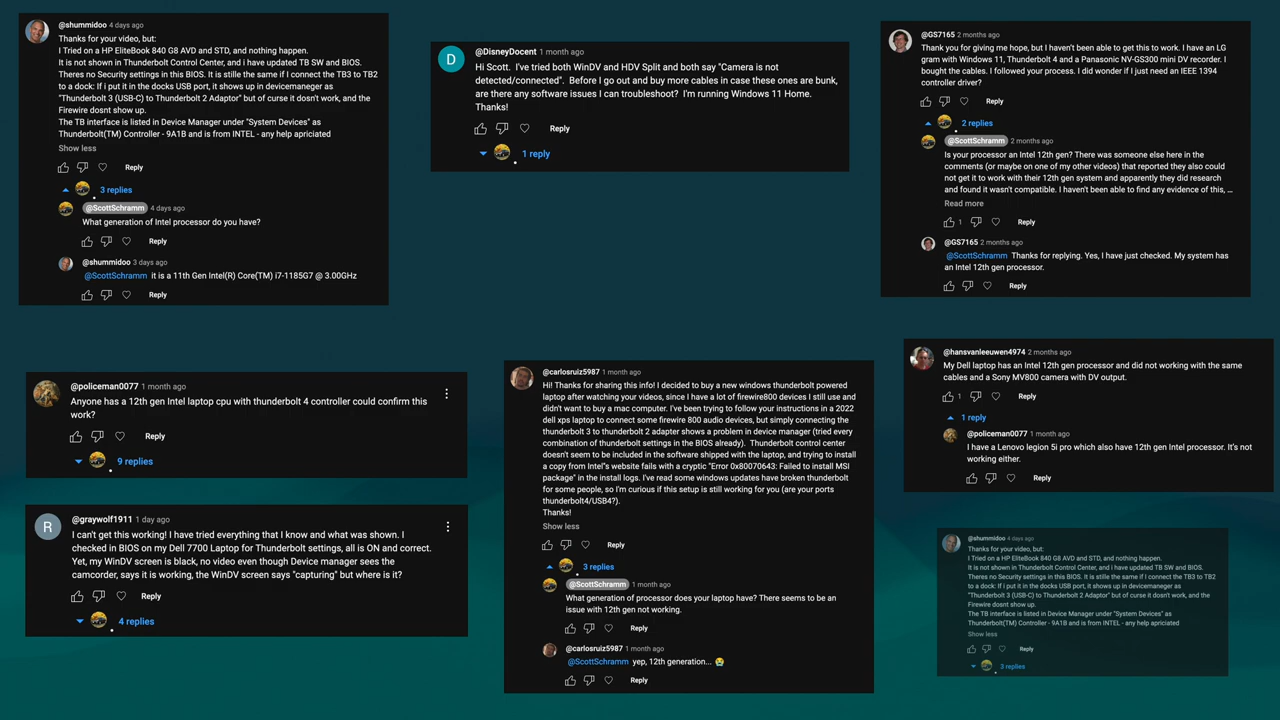 @shummidoo 4 days ago
Thanks for your video, but:
I Tried on a HP EliteBook 840 G8 AVD and STD, and nothing happen.
It is not shown in Thunderbolt Control Center, and i have updated TB SW and BIOS.
Theres no Security settings in this BIOS. It is stille the same if I connect the TB3 to TB2
to a dock: If i put it in the docks USB port, it shows up in devicemaneger as
"Thunderbolt 3 (USB-C) to Thunderbolt 2 Adaptor" but of curse it dosn't work, and the
Firewire dosnt show up.
The TB interface is listed in Device Manager under "System Devices" as
Thunderbolt(TM) Controller - 9A1B and is from INTEL - any help apriciated
Show less
Reply
3 replies
@ScottSchramm 4 days ago
What generation of Intel processor do you have?
Reply
@shummidoo 3 days ago
@ScottSchramm it is a 11th Gen Intel(R) Core(TM) i7-1185G7 @ 3.00GHz
Reply
D
@DisneyDocent 1 month ago
Hi Scott. I've tried both WinDV and HDV Split and both say "Camera is not
detected/connected". Before I go out and buy more cables in case these ones are bunk,
are there any software issues I can troubleshoot? I'm running Windows 11 Home.
Thanks!
Reply
1 reply
@GS7165 2 months ago
Thank you for giving me hope, but I haven't been able to get this to work. I have an LG
gram with Windows 11, Thunderbolt 4 and a Panasonic NV-GS300 mini DV recorder. I
bought the cables. I followed your process. I did wonder if I just need an IEEE 1394
controller driver?
Reply
2 replies
@ScottSchramm 2 months ago
Is your processor an Intel 12th gen? There was someone else here in the
comments (or maybe on one of my other videos) that reported they also could
not get it to work with their 12th gen system and apparently they did research
and found it wasn't compatible. I haven't been able to find any evidence of this, ...
Read more
1
Reply
@GS7165 2 months ago
@ScottSchramm Thanks for replying. Yes, I have just checked. My system has
an Intel 12th gen processor.
Reply
@policeman0077 1 month ago
Anyone has a 12th gen Intel laptop cpu with thunderbolt 4 controller could confirm this
work?
Reply
9 replies
R
@graywolf1911 1 day ago
I can't get this working! I have tried everything that I know and what was shown. I
checked in BIOS on my Dell 7700 Laptop for Thunderbolt settings, all is ON and correct.
Yet, my WinDV screen is black, no video even though Device manager sees the
camcorder, says it is working, the WinDV screen says "capturing" but where is it?
Reply
4 replies
@carlosruiz5987 1 month ago
Hi! Thanks for sharing this info! I decided to buy a new windows thunderbolt powered
laptop after watching your videos, since I have a lot of firewire800 devices I still use and
didn't want to buy a mac computer. I've been trying to follow your instructions in a 2022
dell xps laptop to connect some firewire 800 audio devices, but simply connecting the
the thunderbolt 3 to thunderbolt 2 adapter shows a problem in device manager (tried every
combination of thunderbolt settings in the BIOS already). Thunderbolt control center
doesn't seem to be included in the software shipped with the laptop, and trying to install
a copy from Intel"s website fails with a cryptic "Error 0x80070643: Failed to install MSI
package" in the install logs. I've read some windows updates have broken thunderbolt
for some people, so I'm curious if this setup is still working for you (are your ports
thunderbolt4/USB4?).
Thanks!
Show less
Reply
3 replies
@ScottSchramm 1 month ago
What generation of processor does your laptop have? There seems to be an
issue with 12th gen not working.
Reply
@carlosruiz5987 1 month ago
@ScottSchramm yep, 12th generation... 😭
Reply
@hansvanleeuwen4974 2 months ago
My Dell laptop has an Intel 12th gen processor and did not working with the same
cables and a Sony MV800 camera with DV output.
1
Reply
1 reply
@policeman0077 1 month ago
I have a Lenovo legion 5i pro which also have 12th gen Intel processor. It's not
working either.
Reply
@shummidoo 4 days ago
Thanks for your video, but:
I Tried on a HP EliteBook 840 G8 AVD and STD, and nothing happen.
It is not shown in Thunderbolt Control Center, and i have updated TB SW and BIOS.
Theres no Security settings in this BIOS. It is stille the same if I connect the TB3 to TB2
to a dock: If i put it in the docks USB port, it shows up in devicemaneger as
"Thunderbolt 3 (USB-C) to Thunderbolt 2 Adaptor" but of curse it dosn't work, and the
Firewire dosnt show up.
The TB interface is listed in Device Manager under "System Devices" as
Thunderbolt(TM) Controller - 9A1B and is from INTEL - any help apriciated
Show less
Reply
3 replies